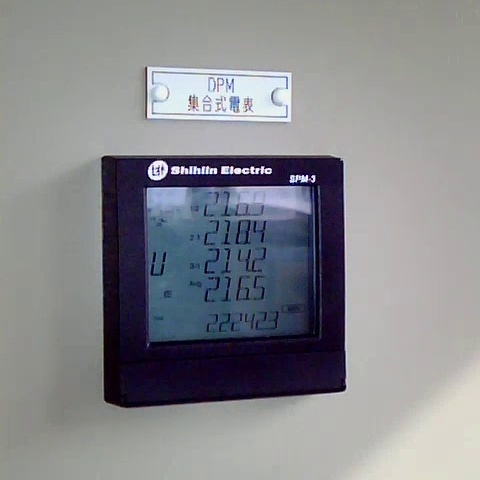 DPM
集合式電表
Shihlin Electric
SPM-3
216.9
218.4
U
214.2
Avg
216.5
222423